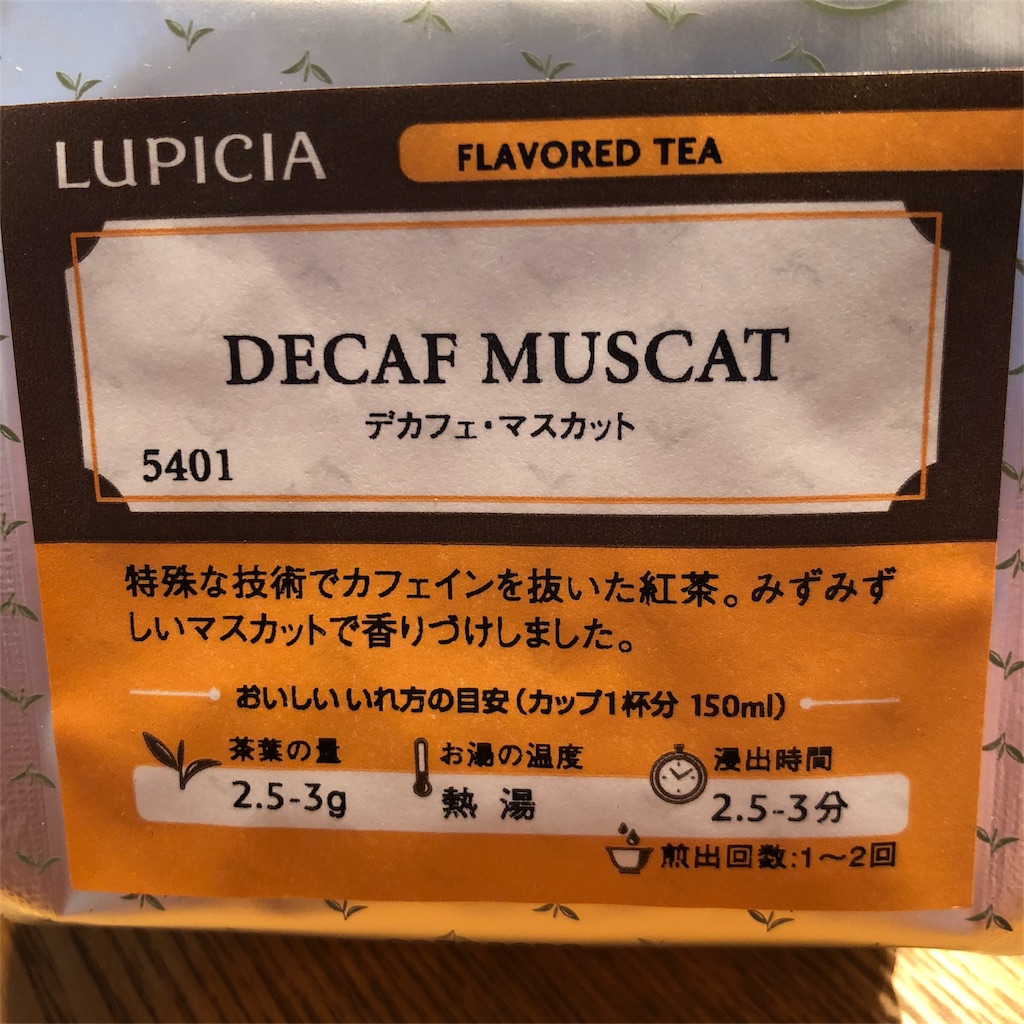 LUPICIA
FLAVORED TEA
DECAF MUSCAT
デカフェ・マスカット
5401
特殊な技術でカフェインを抜いた紅茶。みずみず
しいマスカットで香りづけしました。
おいしいいれ方の目安(カップ1杯分 150ml)
茶葉の量
2.5-3g
お湯の温度
熱湯
浸出時間
2.5-3分
煎出回数:1～2回